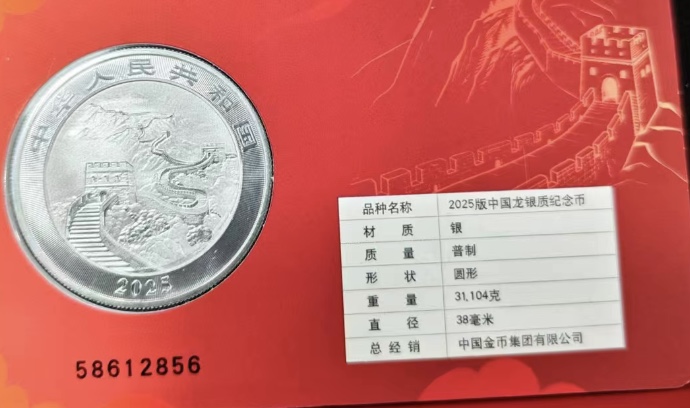 中华人民共和国
2025
品种名称 2025版中国龙银质纪念币
材 质 银
质 量 普制
形 状 圆形
重 量 31.104克
直 径 38毫米
总 经 销 中国金币集团有限公司
58612856